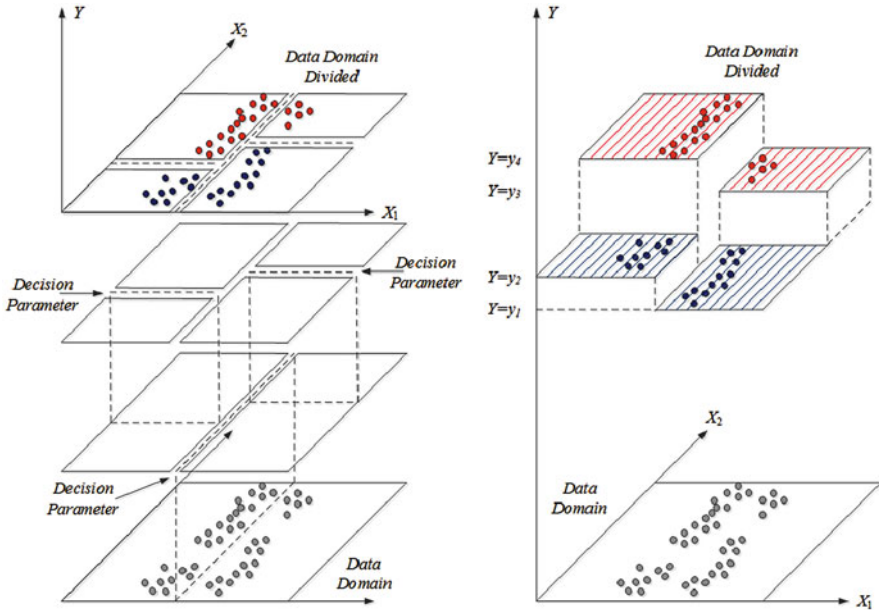 Y
X2
Data Domain
Divided
X1
Decision
Parameter
Decision
Parameter
Decision
Parameter
Data
Domain
X1
Y
Data Domain
Divided
Y=y4
Y=y3
Y=y2
Y=y1
X2
Data
Domain
X1